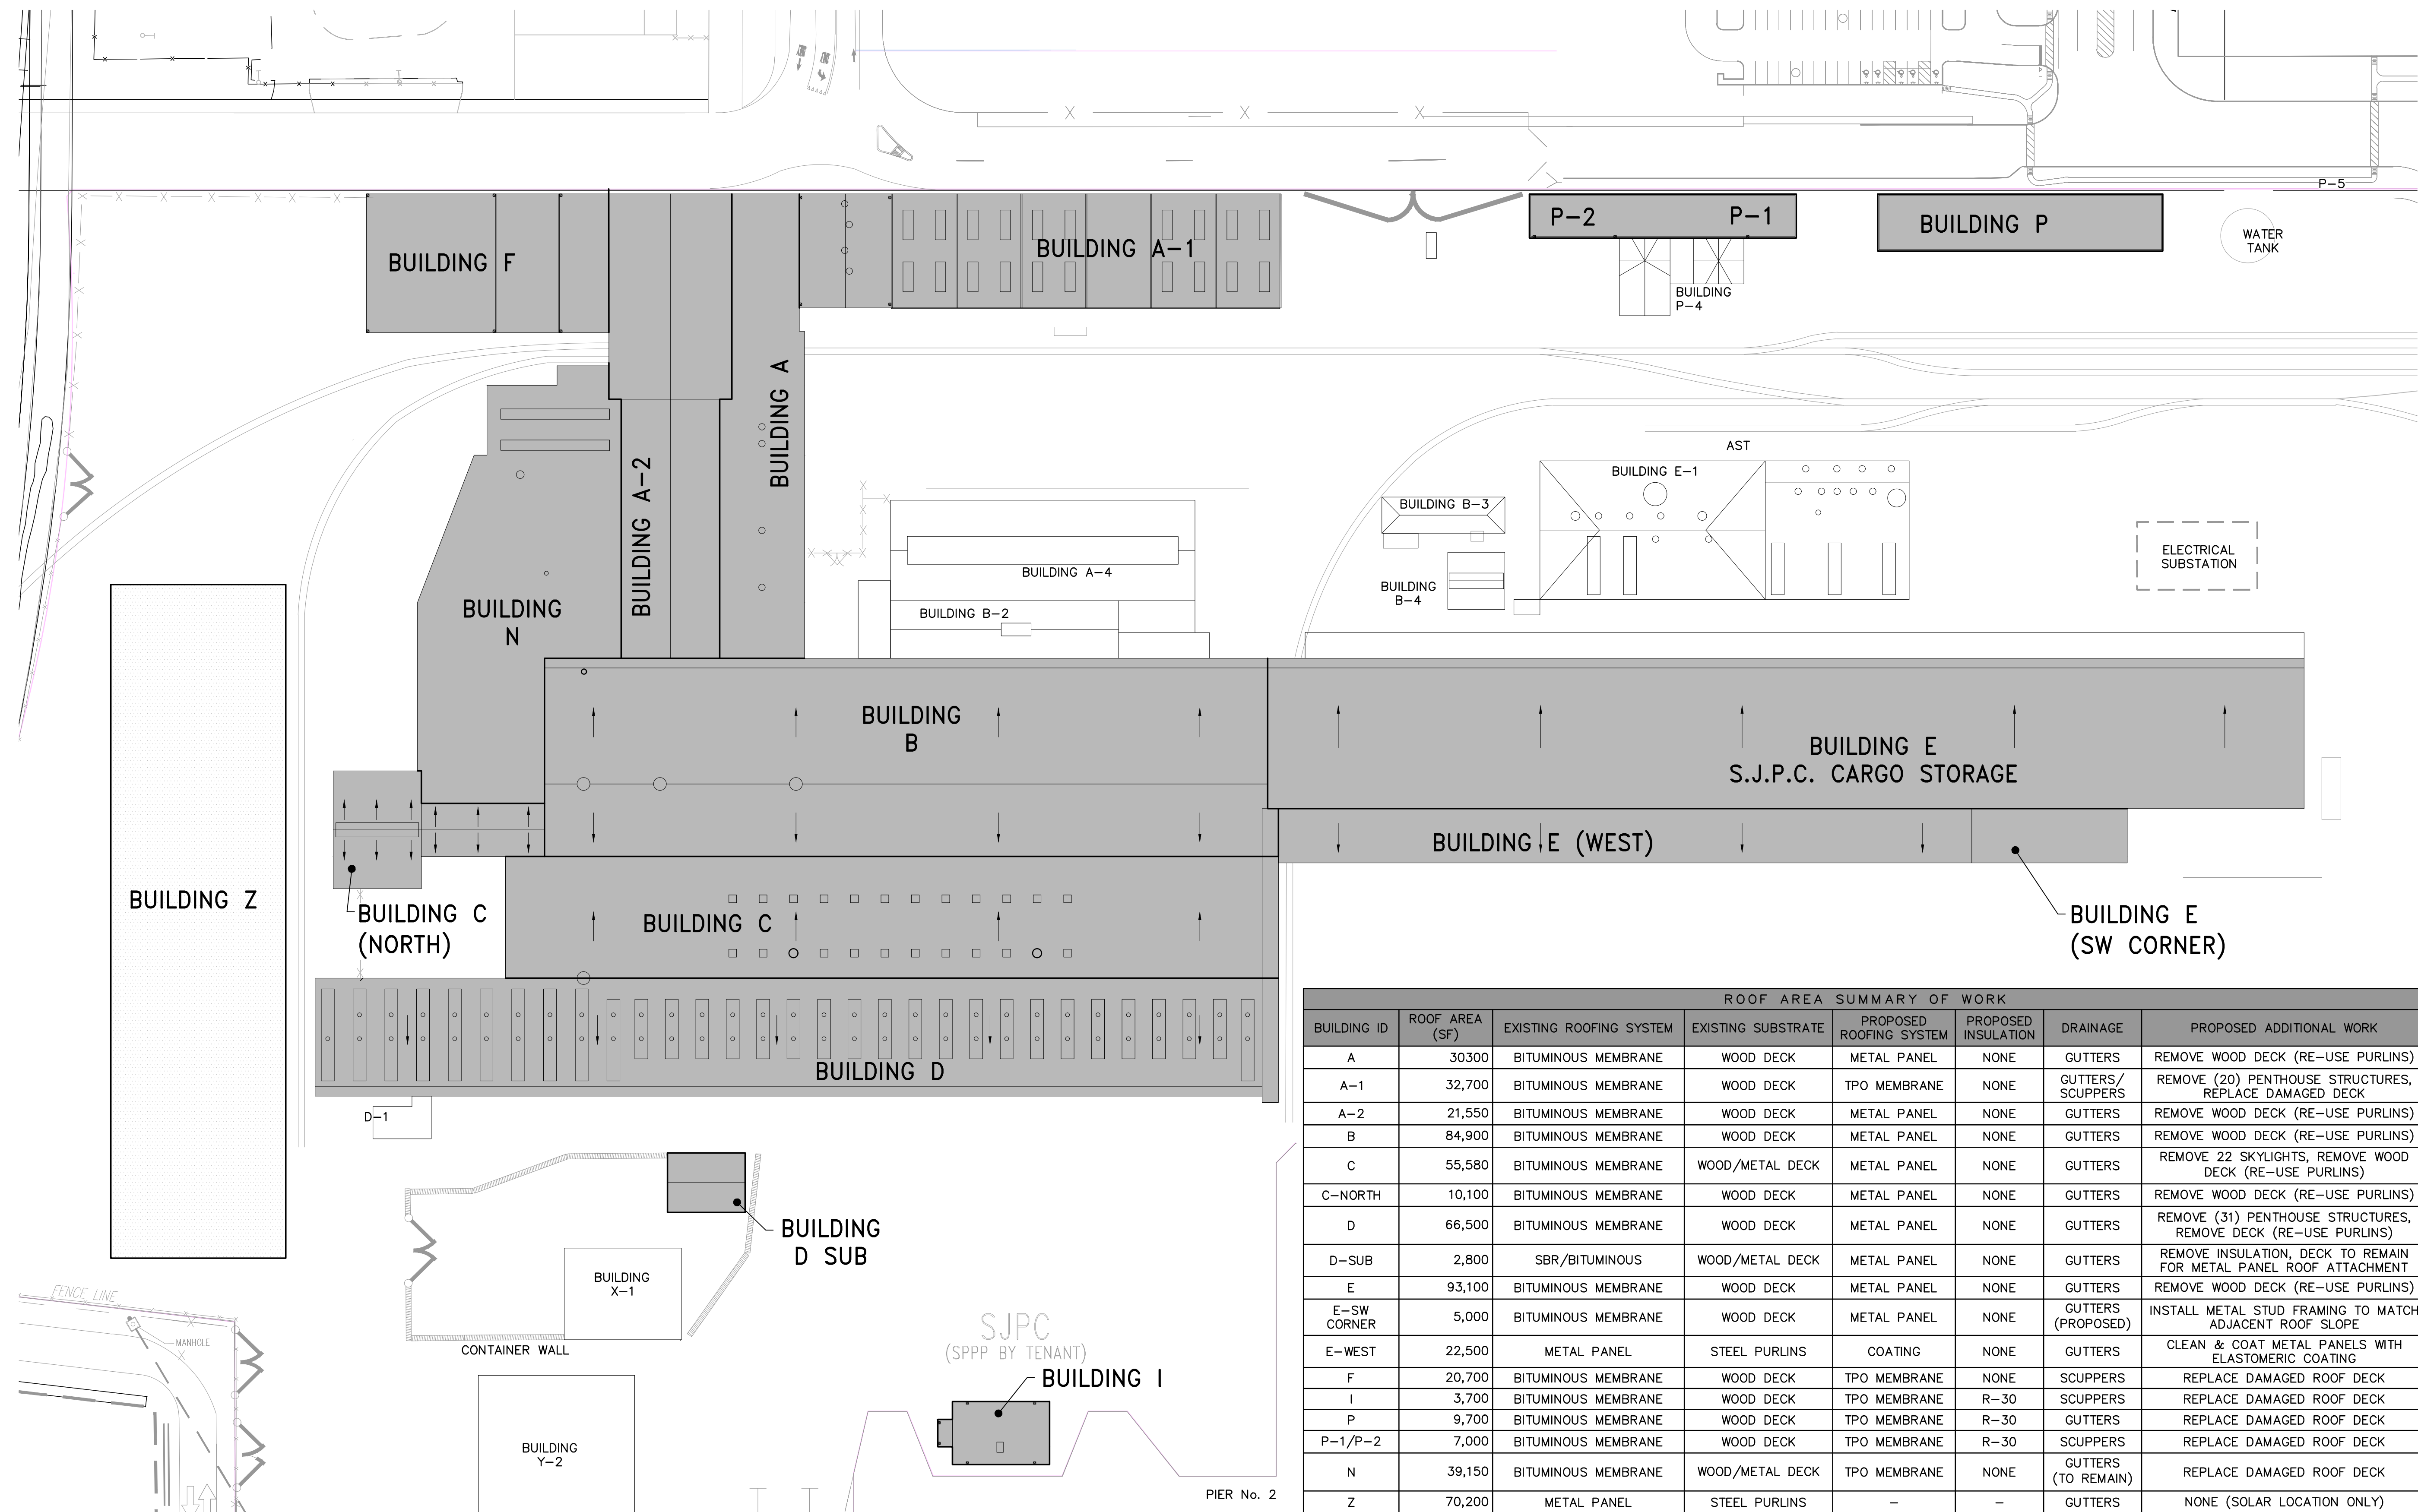 P-5
BUILDING F
BUILDING A-1
P-2
P-1
BUILDING P
WATER
TANK
BUILDING
P-4
BUILDING A
BUILDING A-2
AST
BUILDING E-1
BUILDING B-3
BUILDING
B-4
BUILDING A-4
BUILDING B-2
ELECTRICAL
SUBSTATION
BUILDING
N
BUILDING
B
BUILDING E
S.J.P.C. CARGO STORAGE
BUILDING E (WEST)
BUILDING Z
BUILDING C
(NORTH)
BUILDING C
BUILDING E
(SW CORNER)
BUILDING D
D-1
BUILDING
D SUB
BUILDING
X-1
CONTAINER WALL
FENCE LINE
MANHOLE
SJPC
(SPPP BY TENANT)
BUILDING I
BUILDING
Y-2
PIER No. 2
ROOF AREA SUMMARY OF WORK
BUILDING ID ROOF AREA (SF) EXISTING ROOFING SYSTEM EXISTING SUBSTRATE PROPOSED ROOFING SYSTEM PROPOSED INSULATION DRAINAGE PROPOSED ADDITIONAL WORK
A 30300 BITUMINOUS MEMBRANE WOOD DECK METAL PANEL NONE GUTTERS REMOVE WOOD DECK (RE-USE PURLINS)
A-1 32,700 BITUMINOUS MEMBRANE WOOD DECK TPO MEMBRANE NONE GUTTERS/ SCUPPERS REMOVE (20) PENTHOUSE STRUCTURES, REPLACE DAMAGED DECK
A-2 21,550 BITUMINOUS MEMBRANE WOOD DECK METAL PANEL NONE GUTTERS REMOVE WOOD DECK (RE-USE PURLINS)
B 84,900 BITUMINOUS MEMBRANE WOOD DECK METAL PANEL NONE GUTTERS REMOVE WOOD DECK (RE-USE PURLINS)
C 55,580 BITUMINOUS MEMBRANE WOOD/METAL DECK METAL PANEL NONE GUTTERS REMOVE 22 SKYLIGHTS, REMOVE WOOD DECK (RE-USE PURLINS)
C-NORTH 10,100 BITUMINOUS MEMBRANE WOOD DECK METAL PANEL NONE GUTTERS REMOVE WOOD DECK (RE-USE PURLINS)
D 66,500 BITUMINOUS MEMBRANE WOOD DECK METAL PANEL NONE GUTTERS REMOVE (31) PENTHOUSE STRUCTURES, REMOVE DECK (RE-USE PURLINS)
D-SUB 2,800 SBR/BITUMINOUS WOOD/METAL DECK METAL PANEL NONE GUTTERS REMOVE INSULATION, DECK TO REMAIN FOR METAL PANEL ROOF ATTACHMENT
E 93,100 BITUMINOUS MEMBRANE WOOD DECK METAL PANEL NONE GUTTERS REMOVE WOOD DECK (RE-USE PURLINS)
E-SW CORNER 5,000 BITUMINOUS MEMBRANE WOOD DECK METAL PANEL NONE GUTTERS (PROPOSED) INSTALL METAL STUD FRAMING TO MATCH ADJACENT ROOF SLOPE
E-WEST 22,500 METAL PANEL STEEL PURLINS COATING NONE GUTTERS CLEAN & COAT METAL PANELS WITH ELASTOMERIC COATING
F 20,700 BITUMINOUS MEMBRANE WOOD DECK TPO MEMBRANE NONE SCUPPERS REPLACE DAMAGED ROOF DECK
I 3,700 BITUMINOUS MEMBRANE WOOD DECK TPO MEMBRANE R-30 SCUPPERS REPLACE DAMAGED ROOF DECK
P 9,700 BITUMINOUS MEMBRANE WOOD DECK TPO MEMBRANE R-30 GUTTERS REPLACE DAMAGED ROOF DECK
P-1/P-2 7,000 BITUMINOUS MEMBRANE WOOD DECK TPO MEMBRANE R-30 SCUPPERS REPLACE DAMAGED ROOF DECK
N 39,150 BITUMINOUS MEMBRANE WOOD/METAL DECK TPO MEMBRANE NONE GUTTERS (TO REMAIN) REPLACE DAMAGED ROOF DECK
Z 70,200 METAL PANEL STEEL PURLINS - - GUTTERS NONE (SOLAR LOCATION ONLY)